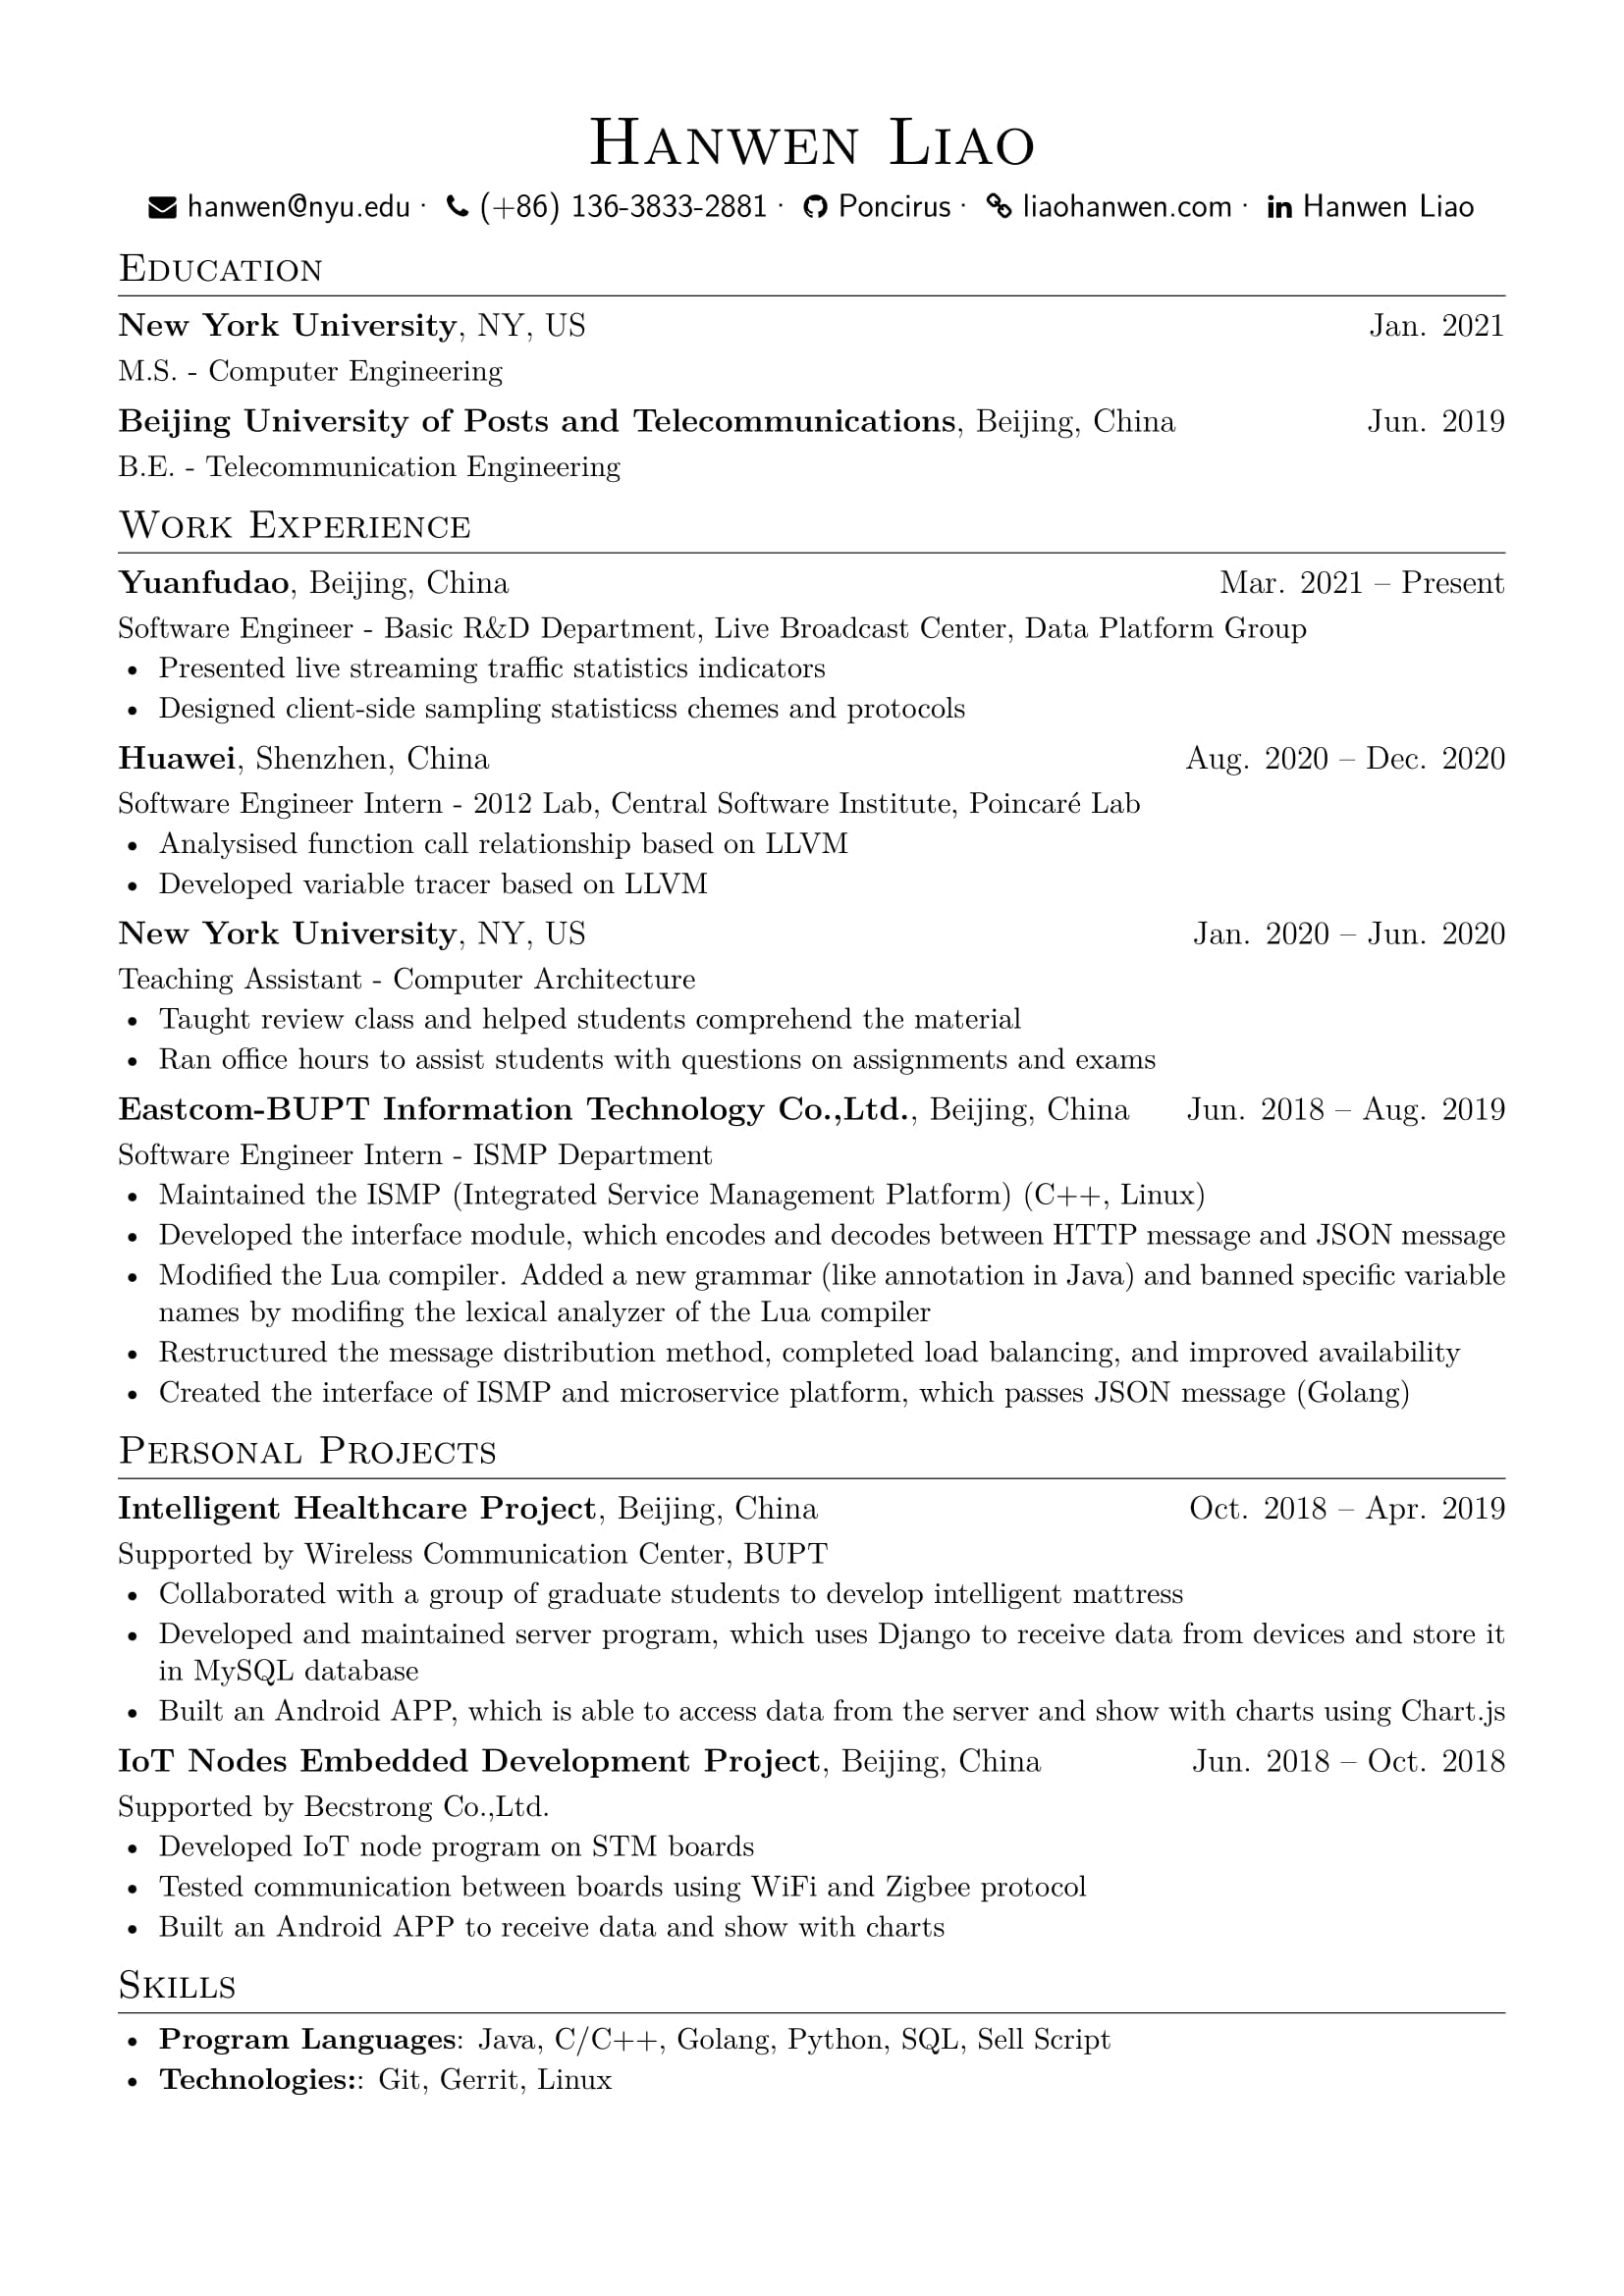 Hanwen Liao
hanwen@nyu.edu · (+86) 136-3833-2881 · Poncirus · liaohanwen.com · Hanwen Liao
Education
New York University, NY, US Jan. 2021
M.S. - Computer Engineering
Beijing University of Posts and Telecommunications, Beijing, China Jun. 2019
B.E. - Telecommunication Engineering
Work Experience
Yuanfudao, Beijing, China Mar. 2021 – Present
Software Engineer - Basic R&D Department, Live Broadcast Center, Data Platform Group
• Presented live streaming traffic statistics indicators
• Designed client-side sampling statisticss chemes and protocols
Huawei, Shenzhen, China Aug. 2020 – Dec. 2020
Software Engineer Intern - 2012 Lab, Central Software Institute, Poincaré Lab
• Analysised function call relationship based on LLVM
• Developed variable tracer based on LLVM
New York University, NY, US Jan. 2020 – Jun. 2020
Teaching Assistant - Computer Architecture
• Taught review class and helped students comprehend the material
• Ran office hours to assist students with questions on assignments and exams
Eastcom-BUPT Information Technology Co.,Ltd., Beijing, China Jun. 2018 – Aug. 2019
Software Engineer Intern - ISMP Department
• Maintained the ISMP (Integrated Service Management Platform) (C++, Linux)
• Developed the interface module, which encodes and decodes between HTTP message and JSON message
• Modified the Lua compiler. Added a new grammar (like annotation in Java) and banned specific variable
names by modifing the lexical analyzer of the Lua compiler
• Restructured the message distribution method, completed load balancing, and improved availability
• Created the interface of ISMP and microservice platform, which passes JSON message (Golang)
Personal Projects
Intelligent Healthcare Project, Beijing, China Oct. 2018 – Apr. 2019
Supported by Wireless Communication Center, BUPT
• Collaborated with a group of graduate students to develop intelligent mattress
• Developed and maintained server program, which uses Django to receive data from devices and store it
in MySQL database
• Built an Android APP, which is able to access data from the server and show with charts using Chart.js
IoT Nodes Embedded Development Project, Beijing, China Jun. 2018 – Oct. 2018
Supported by Becstrong Co.,Ltd.
• Developed IoT node program on STM boards
• Tested communication between boards using WiFi and Zigbee protocol
• Built an Android APP to receive data and show with charts
Skills
• Program Languages: Java, C/C++, Golang, Python, SQL, Sell Script
• Technologies:: Git, Gerrit, Linux